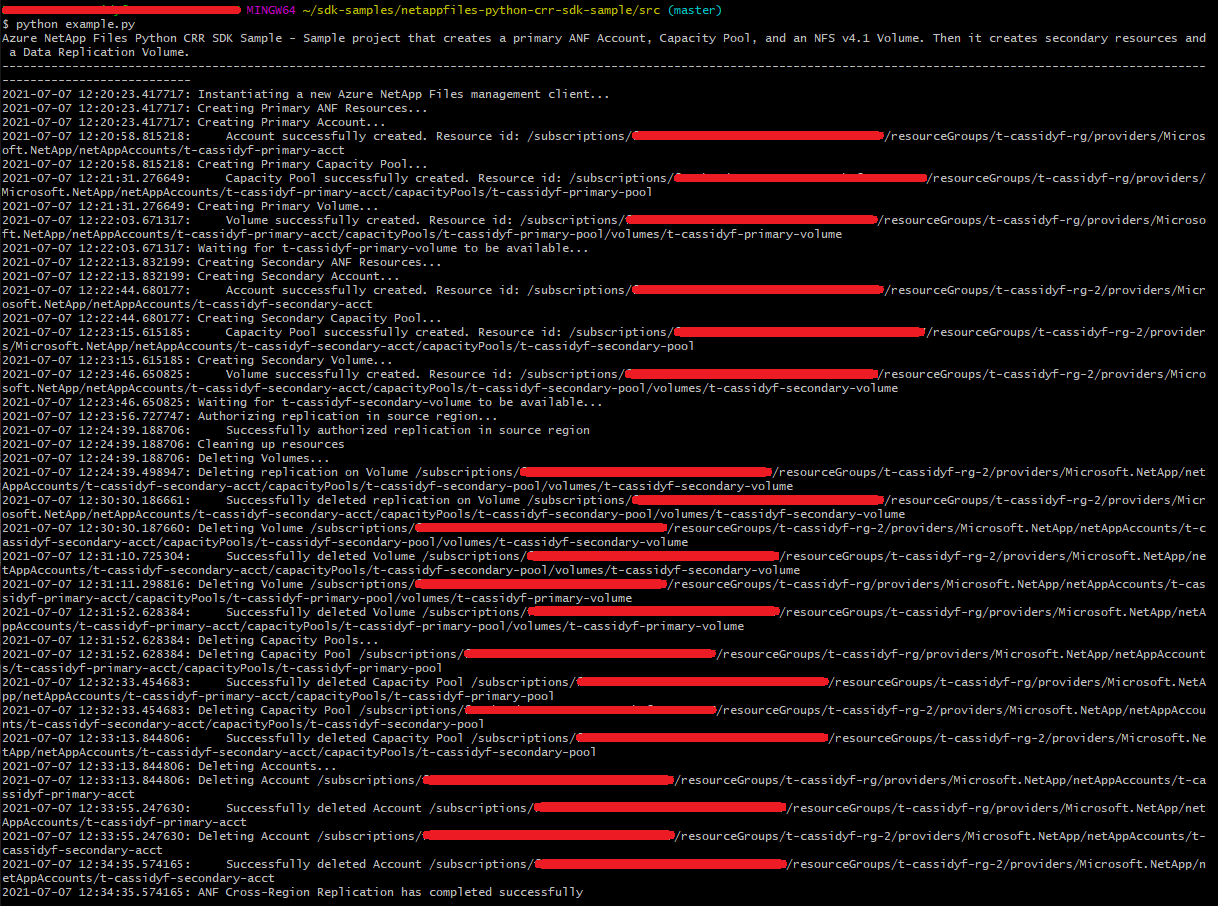 MINGW64 ~/sdk-samples/netappfiles-python-crr-sdk-sample/src (master)
$ python example.py
Azure NetApp Files Python CRR SDK Sample - Sample project that creates a primary ANF Account, Capacity Pool, and an NFS v4.1 Volume. Then it creates secondary resources and
 a Data Replication Volume.
----------------------------------------------------------------------------------------------------------------------------------------------------------------------------
---------------------------
2021-07-07 12:20:23.417717: Instantiating a new Azure NetApp Files management client...
2021-07-07 12:20:23.417717: Creating Primary ANF Resources...
2021-07-07 12:20:23.417717: Creating Primary Account...
2021-07-07 12:20:58.815218:     Account successfully created. Resource id: /subscriptions/ /resourceGroups/t-cassidyf-rg/providers/Micros
oft.NetApp/netAppAccounts/t-cassidyf-primary-acct
2021-07-07 12:20:58.815218: Creating Primary Capacity Pool...
2021-07-07 12:21:31.276649:     Capacity Pool successfully created. Resource id: /subscriptions/ /resourceGroups/t-cassidyf-rg/providers/
Microsoft.NetApp/netAppAccounts/t-cassidyf-primary-acct/capacityPools/t-cassidyf-primary-pool
2021-07-07 12:21:31.276649: Creating Primary Volume...
2021-07-07 12:22:03.671317:     Volume successfully created. Resource id: /subscriptions/ /resourceGroups/t-cassidyf-rg/providers/Microso
ft.NetApp/netAppAccounts/t-cassidyf-primary-acct/capacityPools/t-cassidyf-primary-pool/volumes/t-cassidyf-primary-volume
2021-07-07 12:22:03.671317: Waiting for t-cassidyf-primary-volume to be available...
2021-07-07 12:22:13.832199: Creating Secondary ANF Resources...
2021-07-07 12:22:13.832199: Creating Secondary Account...
2021-07-07 12:22:44.680177:     Account successfully created. Resource id: /subscriptions/ /resourceGroups/t-cassidyf-rg-2/providers/Micr
osoft.NetApp/netAppAccounts/t-cassidyf-secondary-acct
2021-07-07 12:22:44.680177: Creating Secondary Capacity Pool...
2021-07-07 12:23:15.615185:     Capacity Pool successfully created. Resource id: /subscriptions/ /resourceGroups/t-cassidyf-rg-2/provider
s/Microsoft.NetApp/netAppAccounts/t-cassidyf-secondary-acct/capacityPools/t-cassidyf-secondary-pool
2021-07-07 12:23:15.615185: Creating Secondary Volume...
2021-07-07 12:23:46.650825:     Volume successfully created. Resource id: /subscriptions/ /resourceGroups/t-cassidyf-rg-2/providers/Micro
soft.NetApp/netAppAccounts/t-cassidyf-secondary-acct/capacityPools/t-cassidyf-secondary-pool/volumes/t-cassidyf-secondary-volume
2021-07-07 12:23:46.650825: Waiting for t-cassidyf-secondary-volume to be available...
2021-07-07 12:23:56.727747: Authorizing replication in source region...
2021-07-07 12:24:39.188706:     Successfully authorized replication in source region
2021-07-07 12:24:39.188706: Cleaning up resources
2021-07-07 12:24:39.188706: Deleting Volumes...
2021-07-07 12:24:39.498947: Deleting replication on Volume /subscriptions/ /resourceGroups/t-cassidyf-rg-2/providers/Microsoft.NetApp/net
AppAccounts/t-cassidyf-secondary-acct/capacityPools/t-cassidyf-secondary-pool/volumes/t-cassidyf-secondary-volume
2021-07-07 12:30:30.186661:     Successfully deleted replication on Volume /subscriptions/ /resourceGroups/t-cassidyf-rg-2/providers/Micr
osoft.NetApp/netAppAccounts/t-cassidyf-secondary-acct/capacityPools/t-cassidyf-secondary-pool/volumes/t-cassidyf-secondary-volume
2021-07-07 12:30:30.187660: Deleting Volume /subscriptions/ /resourceGroups/t-cassidyf-rg-2/providers/Microsoft.NetApp/netAppAccounts/t-c
assidyf-secondary-acct/capacityPools/t-cassidyf-secondary-pool/volumes/t-cassidyf-secondary-volume
2021-07-07 12:31:10.725304:     Successfully deleted Volume /subscriptions/ /resourceGroups/t-cassidyf-rg-2/providers/Microsoft.NetApp/ne
tAppAccounts/t-cassidyf-secondary-acct/capacityPools/t-cassidyf-secondary-pool/volumes/t-cassidyf-secondary-volume
2021-07-07 12:31:11.298816: Deleting Volume /subscriptions/ /resourceGroups/t-cassidyf-rg/providers/Microsoft.NetApp/netAppAccounts/t-cas
sidyf-primary-acct/capacityPools/t-cassidyf-primary-pool/volumes/t-cassidyf-primary-volume
2021-07-07 12:31:52.628384:     Successfully deleted Volume /subscriptions/ /resourceGroups/t-cassidyf-rg/providers/Microsoft.NetApp/netA
ppAccounts/t-cassidyf-primary-acct/capacityPools/t-cassidyf-primary-pool/volumes/t-cassidyf-primary-volume
2021-07-07 12:31:52.628384: Deleting Capacity Pools...
2021-07-07 12:31:52.628384: Deleting Capacity Pool /subscriptions/ /resourceGroups/t-cassidyf-rg/providers/Microsoft.NetApp/netAppAccount
s/t-cassidyf-primary-acct/capacityPools/t-cassidyf-primary-pool
2021-07-07 12:32:33.454683:     Successfully deleted Capacity Pool /subscriptions/ /resourceGroups/t-cassidyf-rg/providers/Microsoft.NetA
pp/netAppAccounts/t-cassidyf-primary-acct/capacityPools/t-cassidyf-primary-pool
2021-07-07 12:32:33.454683: Deleting Capacity Pool /subscriptions/ /resourceGroups/t-cassidyf-rg-2/providers/Microsoft.NetApp/netAppAccou
nts/t-cassidyf-secondary-acct/capacityPools/t-cassidyf-secondary-pool
2021-07-07 12:33:13.844806:     Successfully deleted Capacity Pool /subscriptions/ /resourceGroups/t-cassidyf-rg-2/providers/Microsoft.Ne
tApp/netAppAccounts/t-cassidyf-secondary-acct/capacityPools/t-cassidyf-secondary-pool
2021-07-07 12:33:13.844806: Deleting Accounts...
2021-07-07 12:33:13.844806: Deleting Account /subscriptions/ /resourceGroups/t-cassidyf-rg/providers/Microsoft.NetApp/netAppAccounts/t-ca
ssidyf-primary-acct
2021-07-07 12:33:55.247630:     Successfully deleted Account /subscriptions/ /resourceGroups/t-cassidyf-rg/providers/Microsoft.NetApp/net
AppAccounts/t-cassidyf-primary-acct
2021-07-07 12:33:55.247630: Deleting Account /subscriptions/ /resourceGroups/t-cassidyf-rg-2/providers/Microsoft.NetApp/netAppAccounts/t-
cassidyf-secondary-acct
2021-07-07 12:34:35.574165:     Successfully deleted Account /subscriptions/ /resourceGroups/t-cassidyf-rg-2/providers/Microsoft.NetApp/n
etAppAccounts/t-cassidyf-secondary-acct
2021-07-07 12:34:35.574165: ANF Cross-Region Replication has completed successfully